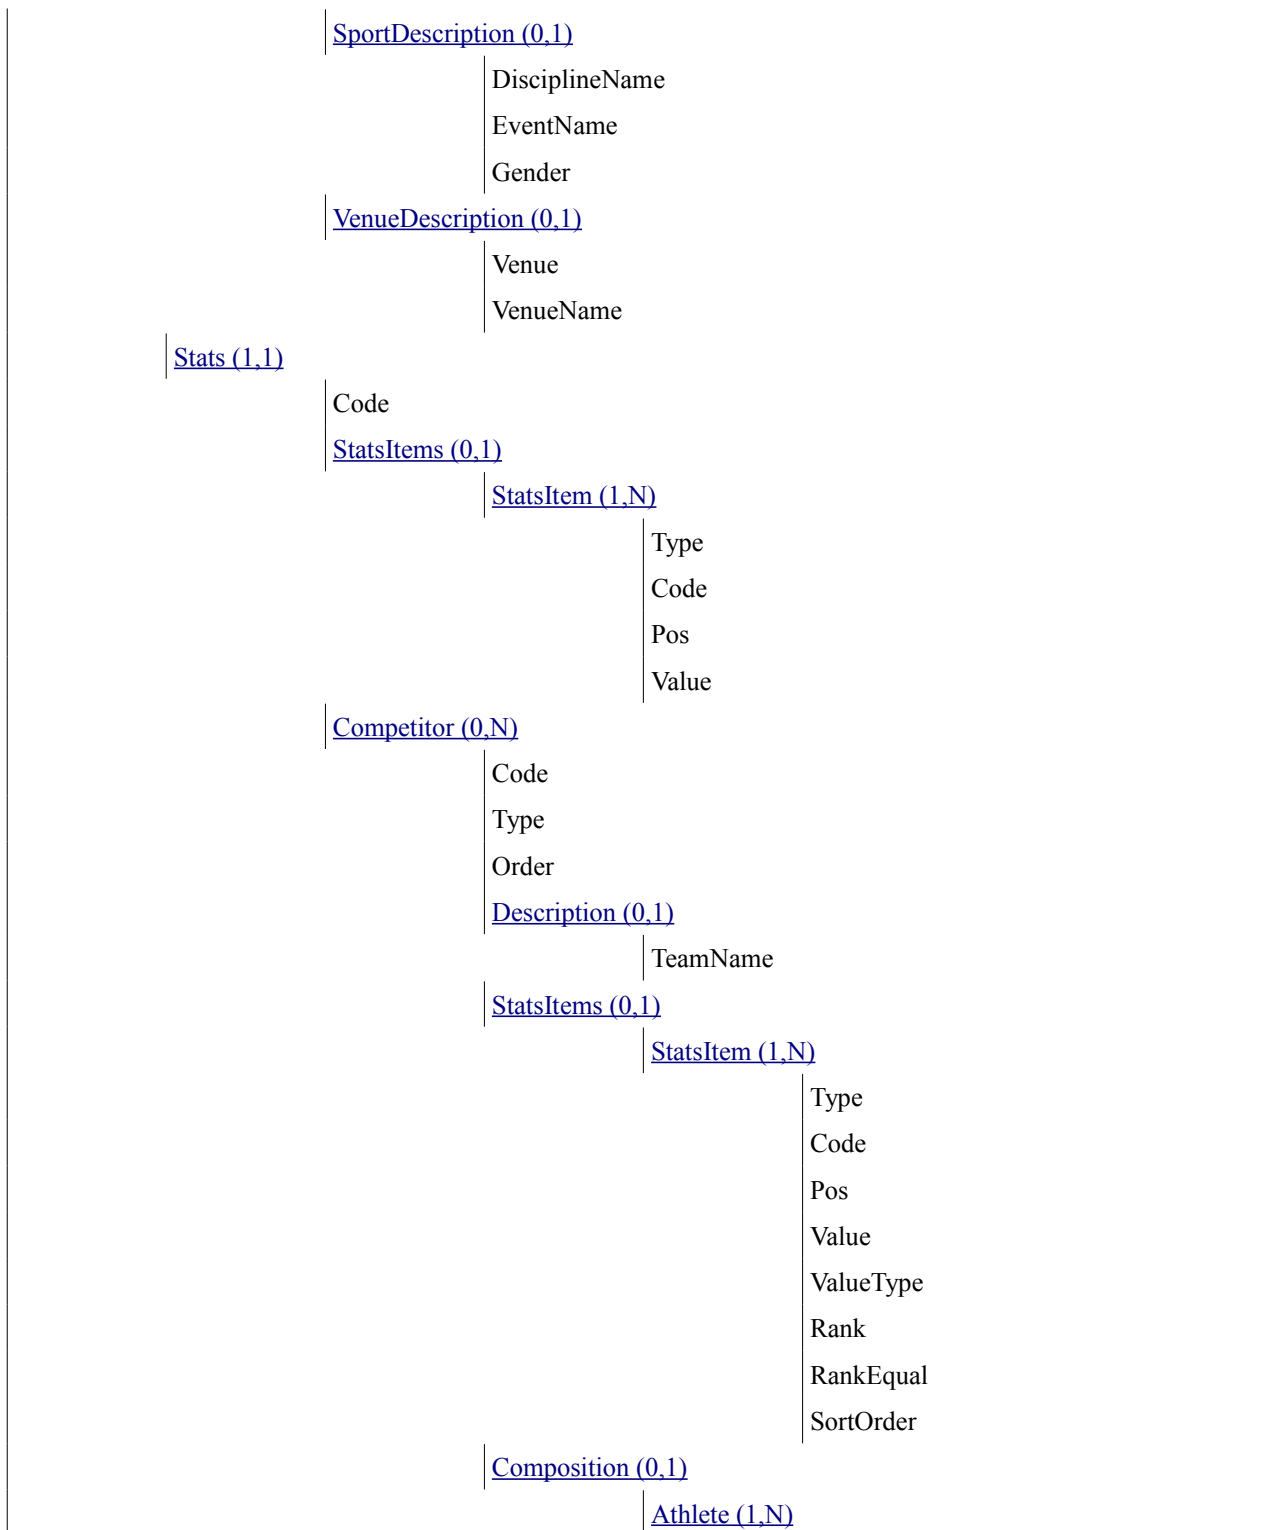 SportDescription (0,1)
DisciplineName
EventName
Gender
VenueDescription (0,1)
Venue
VenueName
Stats (1,1)
Code
StatsItems (0,1)
StatsItem (1,N)
Type
Code
Pos
Value
Competitor (0,N)
Code
Type
Order
Description (0,1)
TeamName
StatsItems (0,1)
StatsItem (1,N)
Type
Code
Pos
Value
ValueType
Rank
RankEqual
SortOrder
Composition (0,1)
Athlete (1,N)